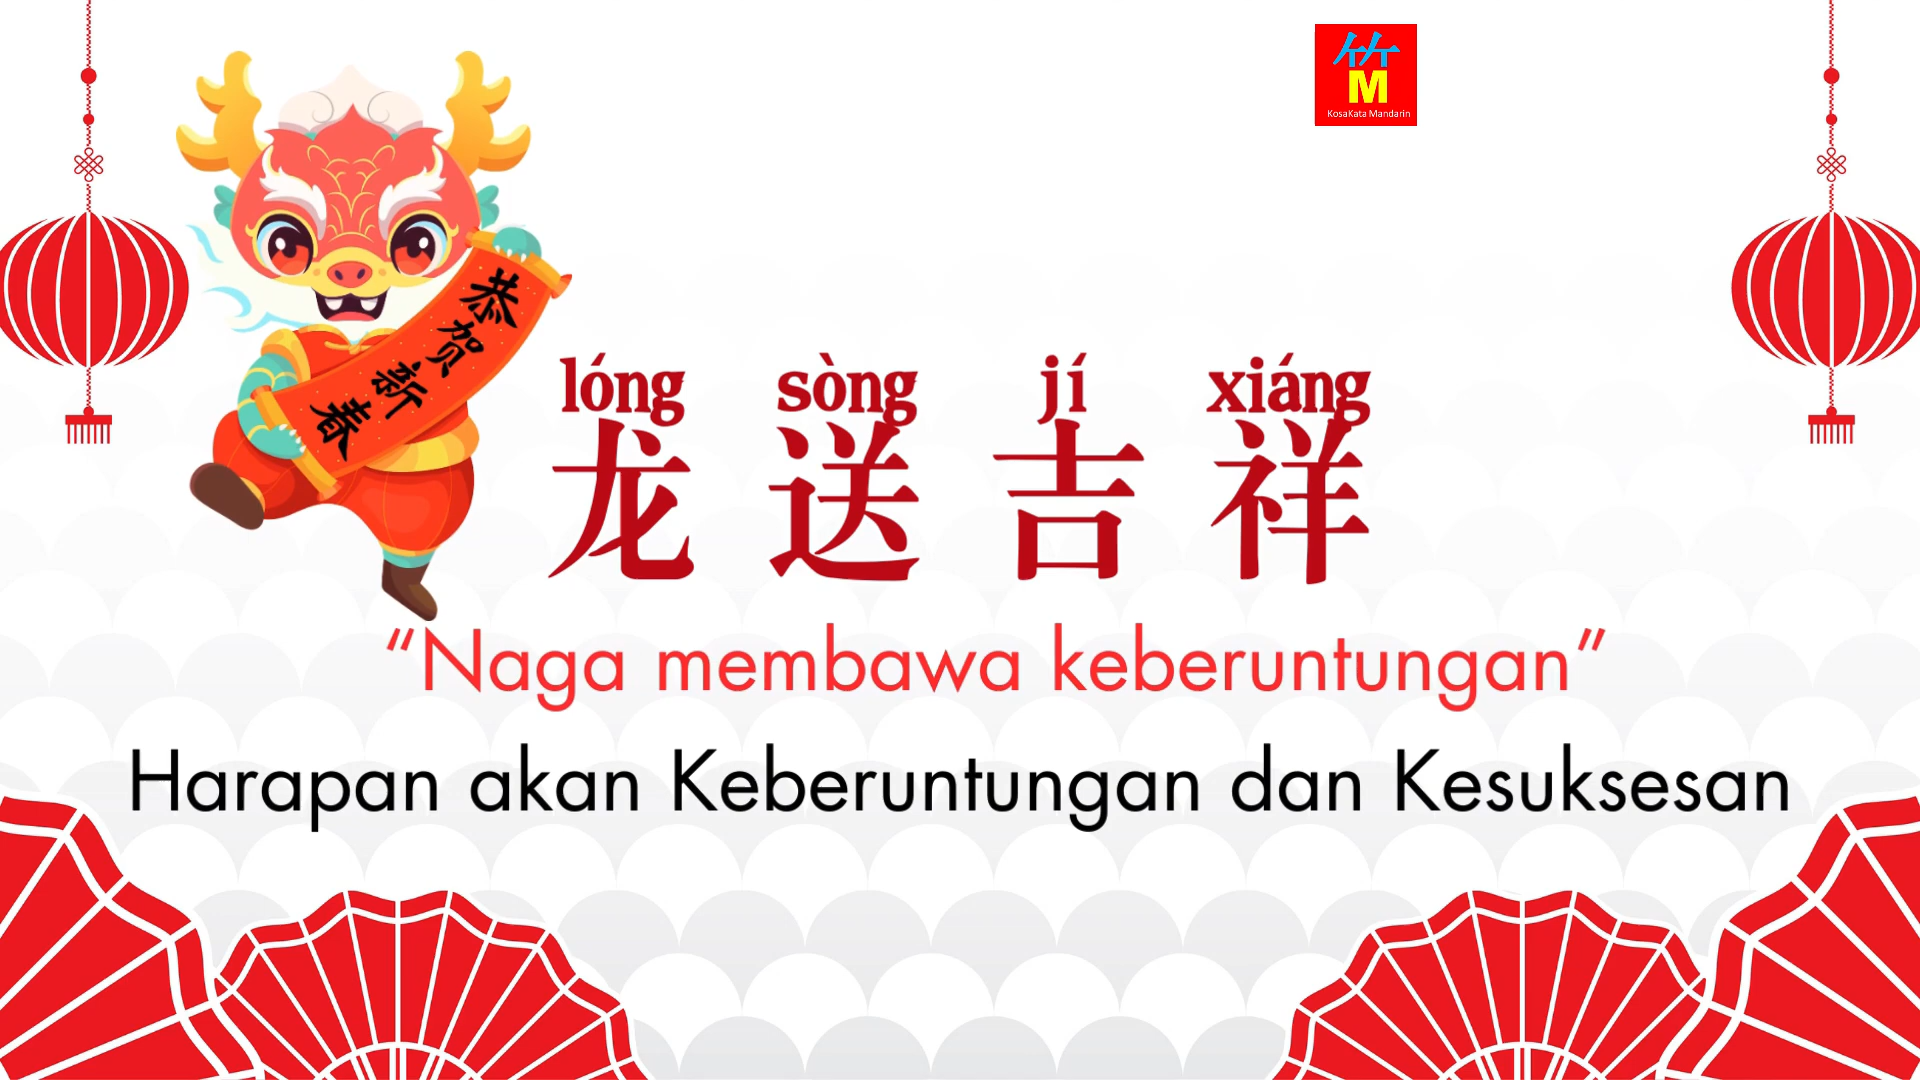 竹
M
KosaKata Mandarin
恭贺新春
lóng sòng jí xiáng
龙送吉祥
“Naga membawa keberuntungan”
Harapan akan Keberuntungan dan Kesuksesan